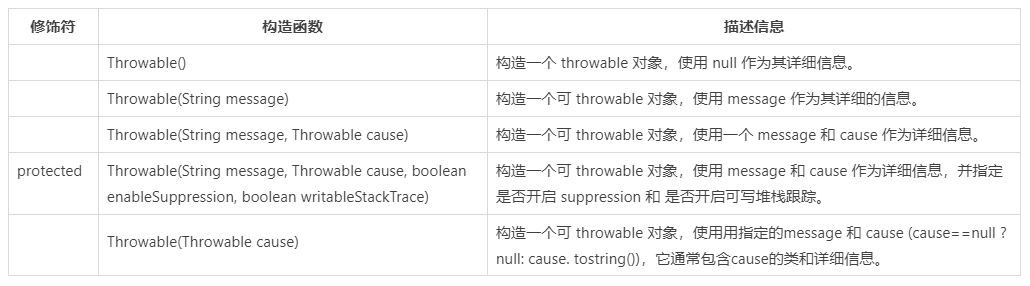 修饰符 构造函数 描述信息
Throwable() 构造一个 throwable 对象，使用 null 作为其详细信息。
Throwable(String message) 构造一个可 throwable 对象，使用 message 作为其详细的信息。
Throwable(String message, Throwable cause) 构造一个可 throwable 对象，使用一个 message 和 cause 作为详细信息。
protected Throwable(String message, Throwable cause, boolean 构造一个可 throwable 对象，使用 message 和 cause 作为详细信息，并指定
enableSuppression, boolean writableStackTrace) 是否开启 suppression 和 是否开启可写堆栈跟踪。
Throwable(Throwable cause) 构造一个可 throwable 对象，使用用指定的message 和 cause (cause==null ?
null: cause. tostring())，它通常包含cause的类和详细信息。